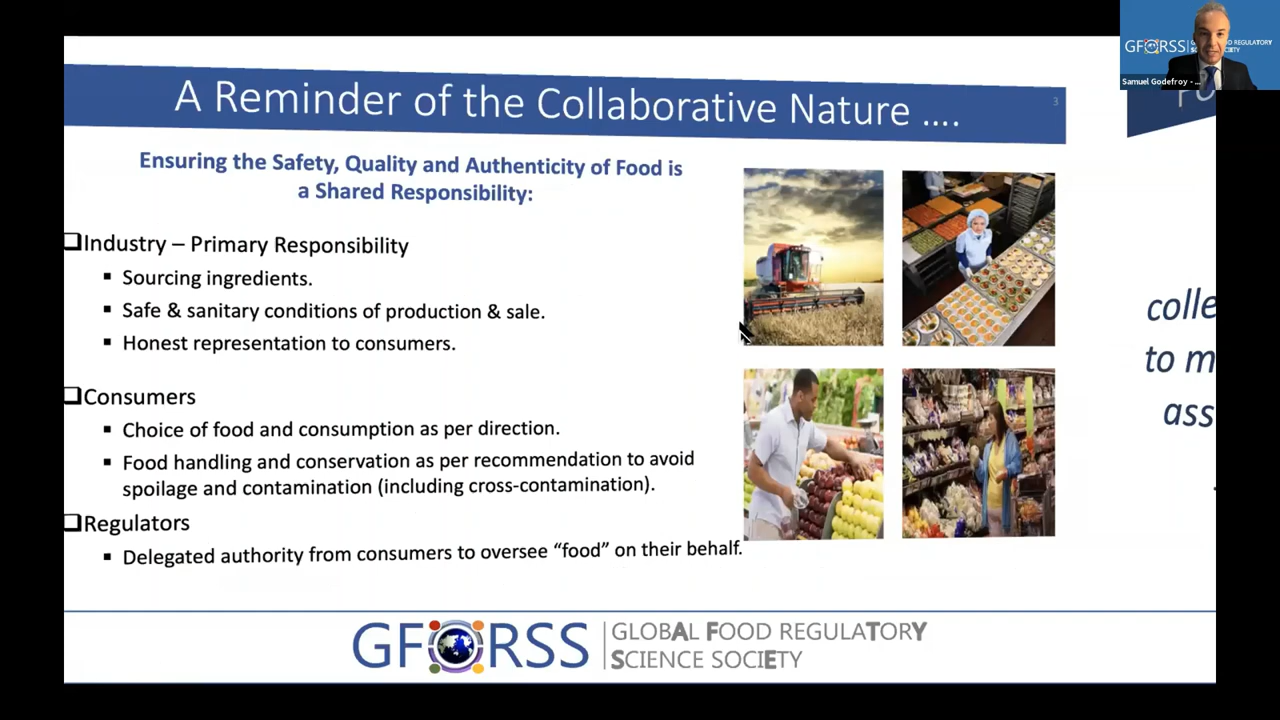 A Reminder of the Collaborative Nature ....
3
Ensuring the Safety, Quality and Authenticity of Food is
a Shared Responsibility:
Industry – Primary Responsibility
Sourcing ingredients.
Safe & sanitary conditions of production & sale.
Honest representation to consumers.
Consumers
Choice of food and consumption as per direction.
Food handling and conservation as per recommendation to avoid
spoilage and contamination (including cross-contamination).
Regulators
Delegated authority from consumers to oversee “food” on their behalf.
GFORSS
GLOBAL FOOD REGULATORY
SCIENCE SOCIETY
GFORSS
FOOD REGULATORY
Samuel Godefroy - ...
colle
to m
ass